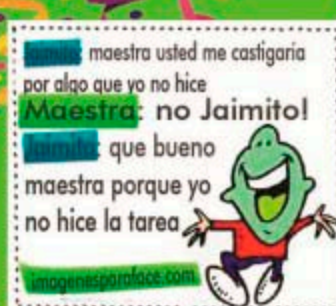 Jaimito: maestra usted me castigaria
por algo que yo no hice
Maestra: no Jaimito!
Jaimito: que bueno
maestra porque yo
no hice la tarea
imagenesparaface.com